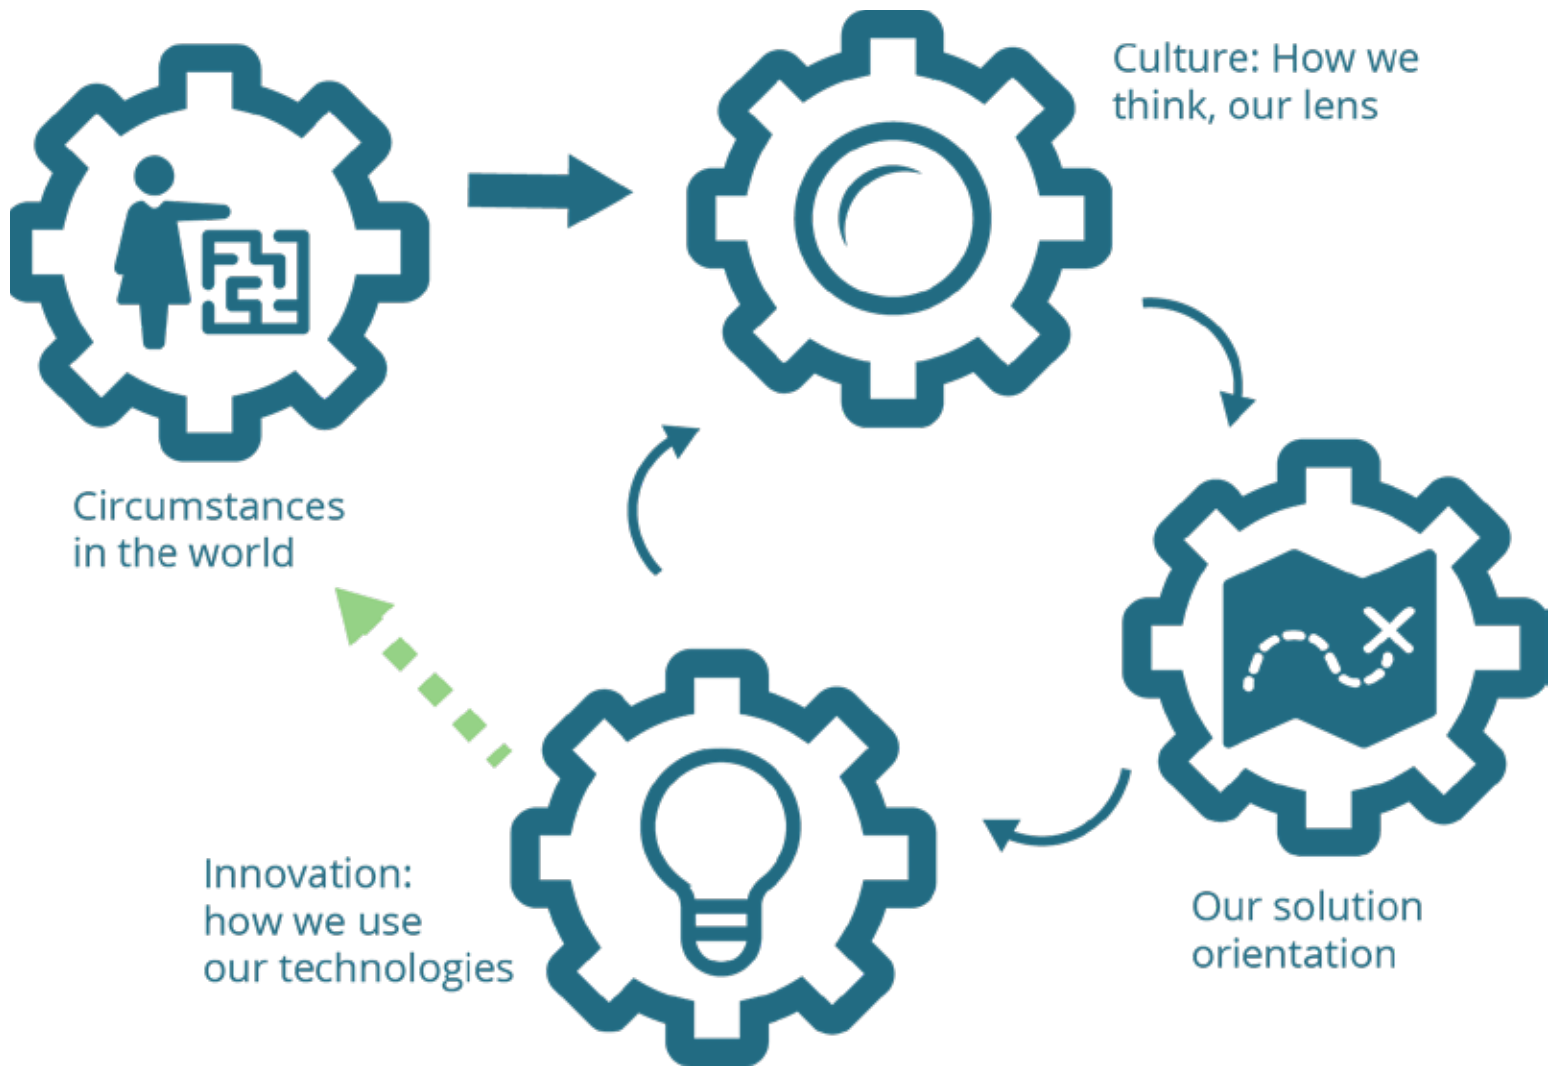 Culture: How we
think, our lens
Circumstances
in the world
Innovation:
how we use
our technologies
Our solution
orientation